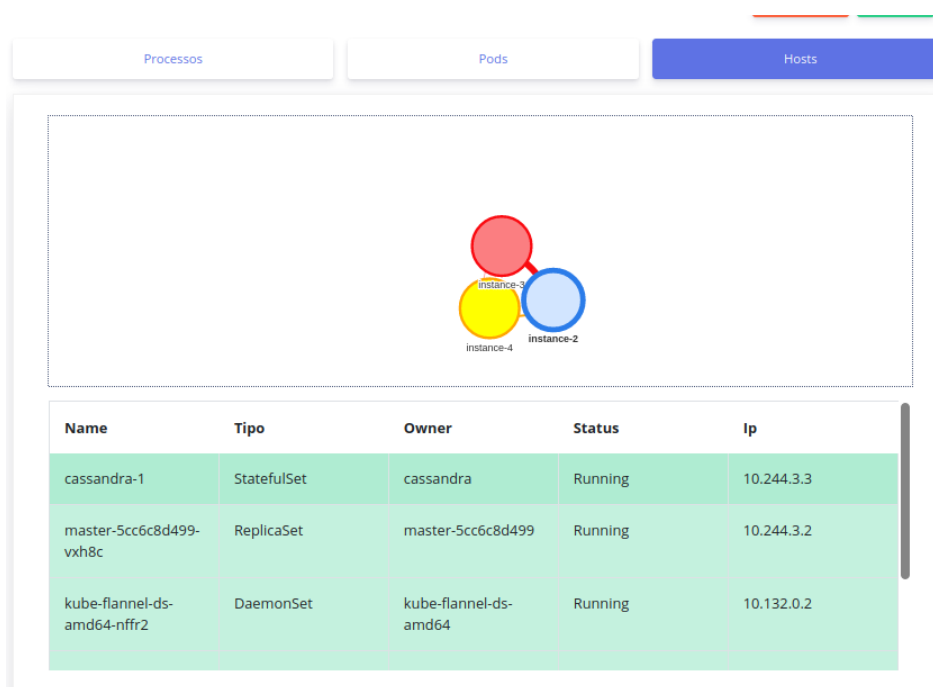 Processos Pods Hosts
instance-3
instance-2
instance-4
Name Tipo Owner Status Ip
cassandra-1 StatefulSet cassandra Running 10.244.3.3
master-5cc6c8d499- ReplicaSet master-5cc6c8d499 Running 10.244.3.2
vxh8c
kube-flannel-ds- DaemonSet kube-flannel-ds- Running 10.132.0.2
amd64-nffr2 amd64